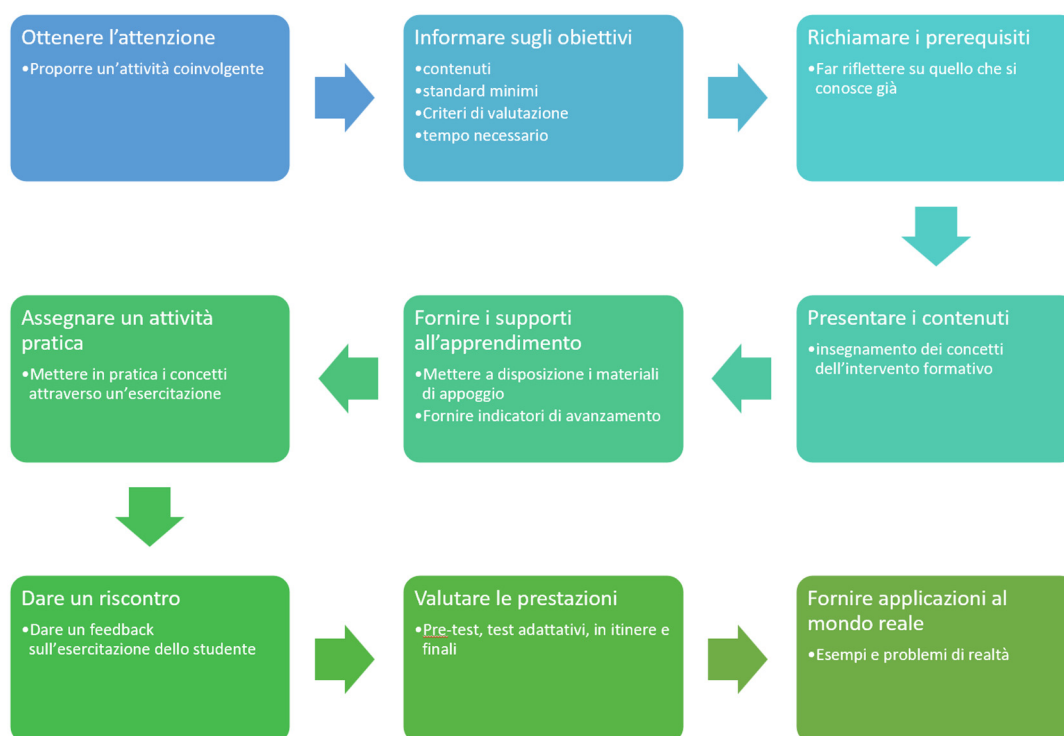 Ottenere l'attenzione
•Proporre un'attività coinvolgente
Informare sugli obiettivi
•contenuti
•standard minimi
•Criteri di valutazione
•tempo necessario
Richiamare i prerequisiti
•Far riflettere su quello che si
conosce già
Presentare i contenuti
•insegnamento dei concetti
dell'intervento formativo
Fornire i supporti
all'apprendimento
•Mettere a disposizione i materiali
di appoggio
•Fornire indicatori di avanzamento
Assegnare un attività
pratica
•Mettere in pratica i concetti
attraverso un'esercitazione
Dare un riscontro
•Dare un feedback
sull'esercitazione dello studente
Valutare le prestazioni
•Pre-test, test adattativi, in itinere e
finali
Fornire applicazioni al
mondo reale
•Esempi e problemi di realtà